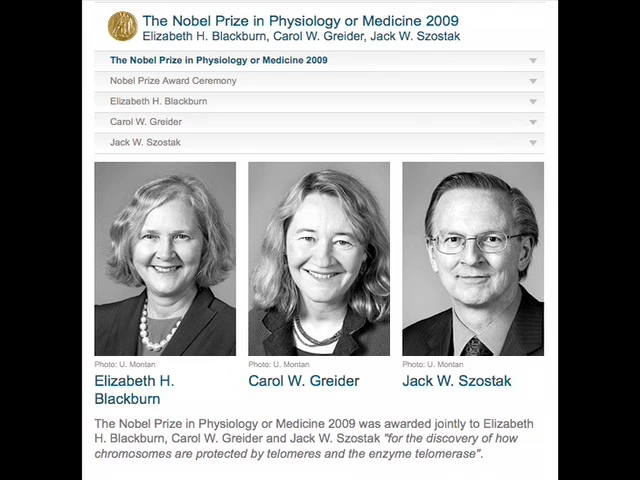 The Nobel Prize in Physiology or Medicine 2009
Elizabeth H. Blackburn, Carol W. Greider, Jack W. Szostak
The Nobel Prize in Physiology or Medicine 2009
Nobel Prize Award Ceremony
Elizabeth H. Blackburn
Carol W. Greider
Jack W. Szostak
Photo: U. Montan
Photo: U. Montan
Photo: U. Montan
Elizabeth H.
Blackburn
Carol W. Greider
Jack W. Szostak
The Nobel Prize in Physiology or Medicine 2009 was awarded jointly to Elizabeth
H. Blackburn, Carol W. Greider and Jack W. Szostak "for the discovery of how
chromosomes are protected by telomeres and the enzyme telomerase".